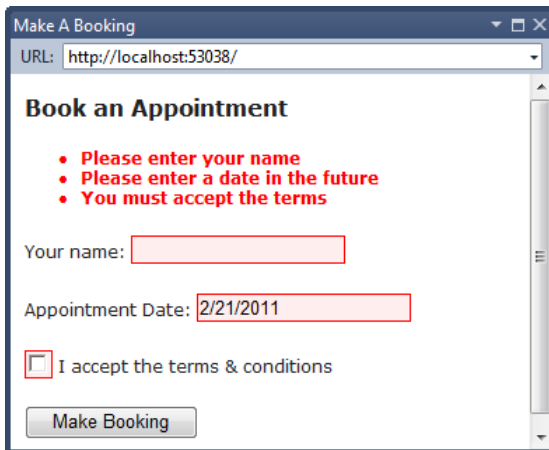 Make A Booking
URL: http://localhost:53038/
Book an Appointment
• Please enter your name
• Please enter a date in the future
• You must accept the terms
Your name:
Appointment Date: 2/21/2011
I accept the terms & conditions
Make Booking